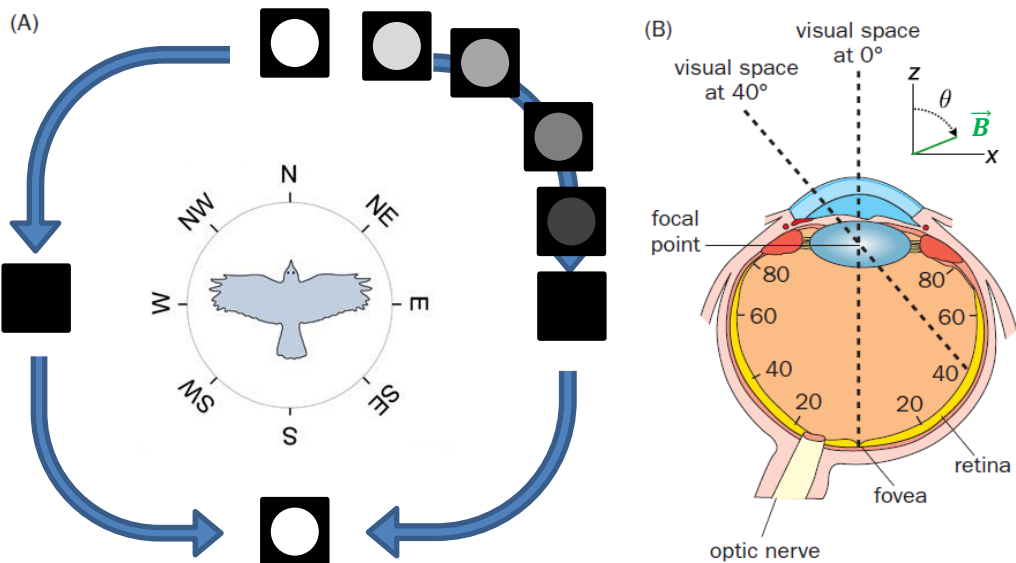 (A)
N
NE
E
SE
S
SW
W
NW
(B)
visual space
at 0°
visual space
at 40°
z
θ
B⃗
x
focal
point
80
80
60
60
40
40
20
20
retina
fovea
optic nerve